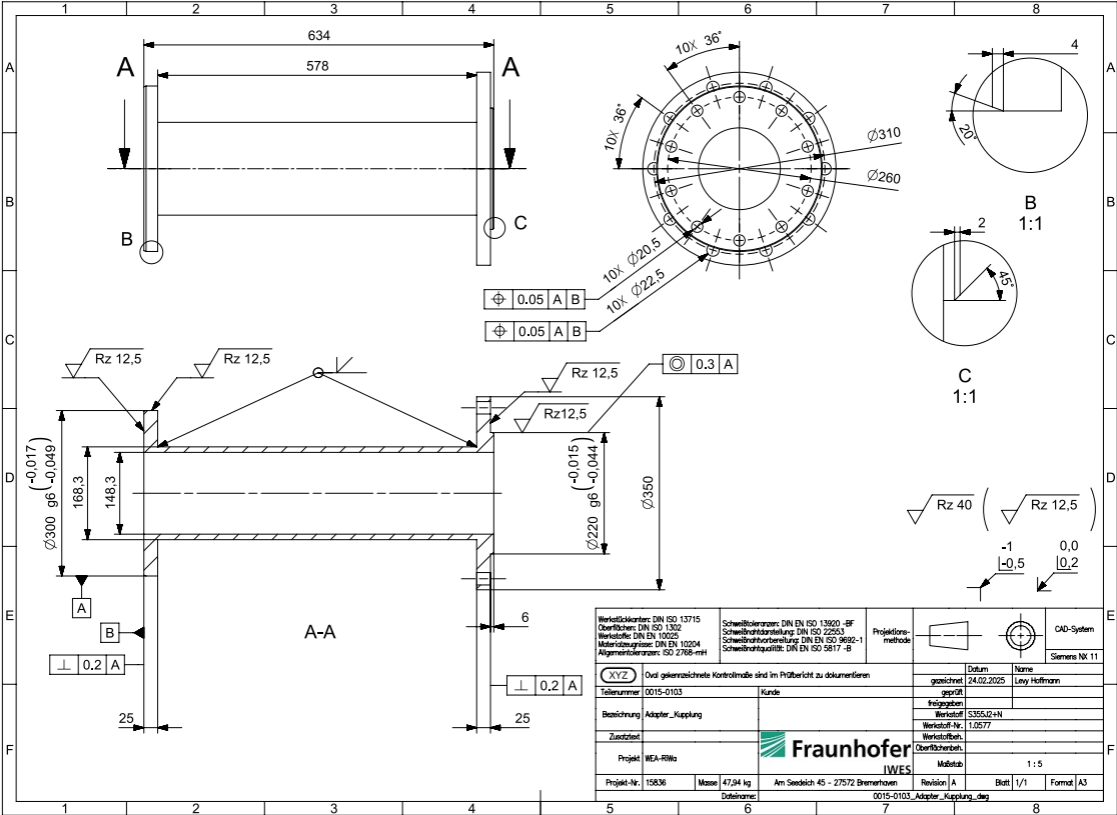 1 2 3 4 5 6 7 8
A A
B B
C C
D D
E E
F F
634
578
A A
B
C
10X 36°
10X 36°
Ø310
Ø260
10X Ø20,5
10X Ø22,5
⌖ 0.05 A B
⌖ 0.05 A B
4
20°
B
1:1
2
45°
C
1:1
Rz 12,5
Rz 12,5
Rz 12,5
Rz12,5
◎ 0.3 A
Ø300 g6 (-0,017 -0,049)
168,3
148,3
Ø220 g6 (-0,015 -0,044)
Ø350
A
B
⊥ 0.2 A
A-A
6
⊥ 0.2 A
25
25
Rz 40 ( Rz 12,5 )
-1 0,0
-0,5 0,2
Werkstückkanten: DIN ISO 13715
Oberflächen: DIN ISO 1302
Werkstoffe: DIN EN 10025
Materialzeugnisse: DIN EN 10204
Allgemeintoleranzen: ISO 2768-mH
Schweißtoleranzen: DIN EN ISO 13920 -BF
Schweißnahtdarstellung: DIN ISO 22553
Schweißnahtvorbereitung: DIN EN ISO 9692-1
Schweißnahtqualität: DIN EN ISO 5817 -B
Projektions-
methode
CAD-System
Siemens NX 11
XYZ Oval gekennzeichnete Kontrollmaße sind im Prüfbericht zu dokumentieren
Datum Name
gezeichnet 24.02.2025 Levy Hoffmann
geprüft
freigegeben
Teilenummer 0015-0103 Kunde
Bezeichnung Adapter_Kupplung
Werkstoff S355J2+N
Werkstoff-Nr. 1.0577
Zusatztext
Werkstoffbeh.
Oberflächenbeh.
Projekt WEA-RiWa
Fraunhofer
IWES
Maßstab 1 : 5
Projekt-Nr. 15836 Masse 47,94 kg Am Seedeich 45 - 27572 Bremerhaven Revision A Blatt 1/1 Format A3
Dateiname: 0015-0103_Adapter_Kupplung_dwg
1 2 3 4 5 6 7 8